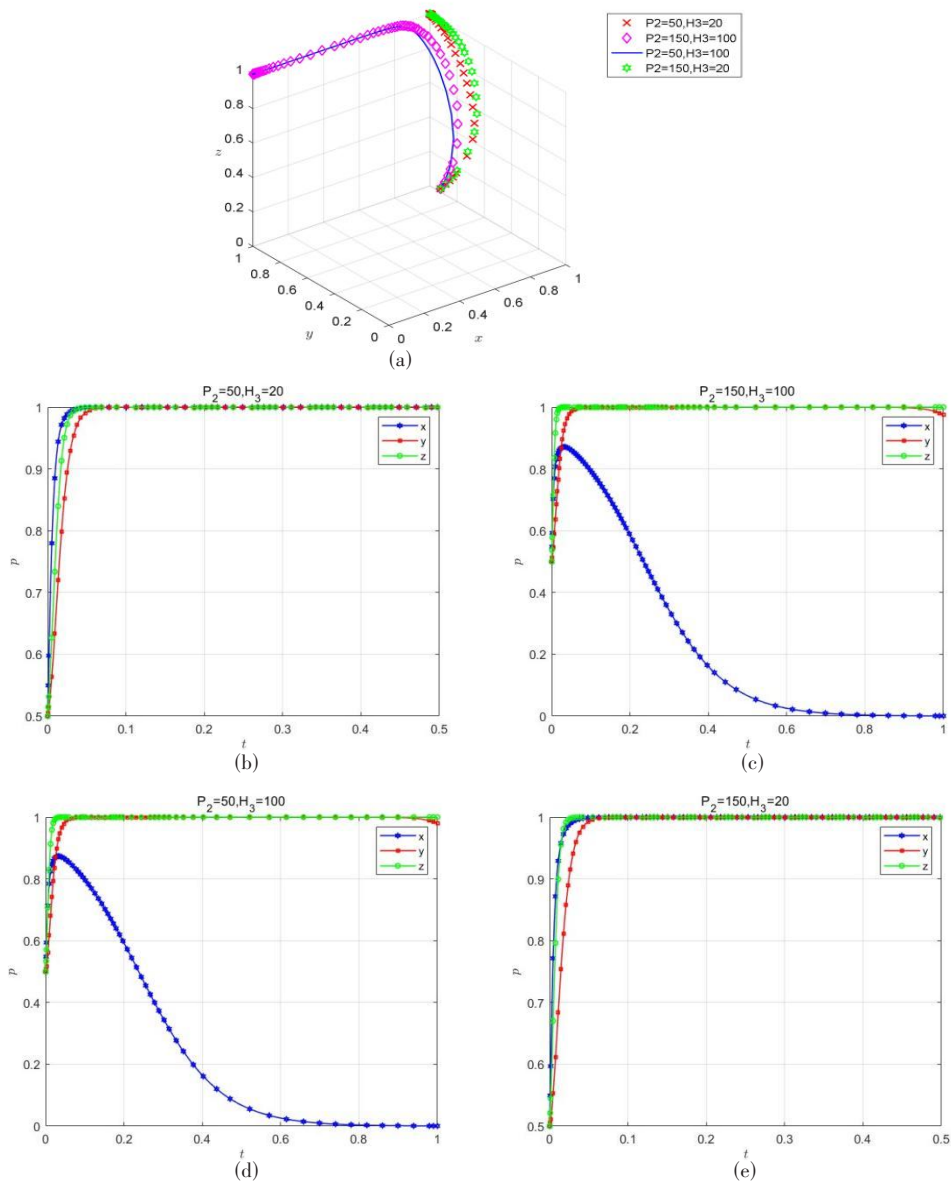 P2=50,H3=20
P2=150,H3=100
P2=50,H3=100
P2=150,H3=20
1
0.8
0.6
0.4
0.2
0
1
0.8
0.6
0.4
0.2
0
0
0.2
0.4
0.6
0.8
1
y
x
(a)
P2=50,H3=20
1
0.9
0.8
0.7
0.6
0.5
p
x
y
z
0
0.1
0.2
0.3
0.4
0.5
t
(b)
P2=150,H3=100
1
0.8
0.6
0.4
0.2
0
p
x
y
z
0
0.2
0.4
0.6
0.8
1
t
(c)
P2=50,H3=100
1
0.8
0.6
0.4
0.2
0
p
x
y
z
0
0.2
0.4
0.6
0.8
1
t
(d)
P2=150,H3=20
1
0.9
0.8
0.7
0.6
0.5
p
x
y
z
0
0.1
0.2
0.3
0.4
0.5
t
(e)